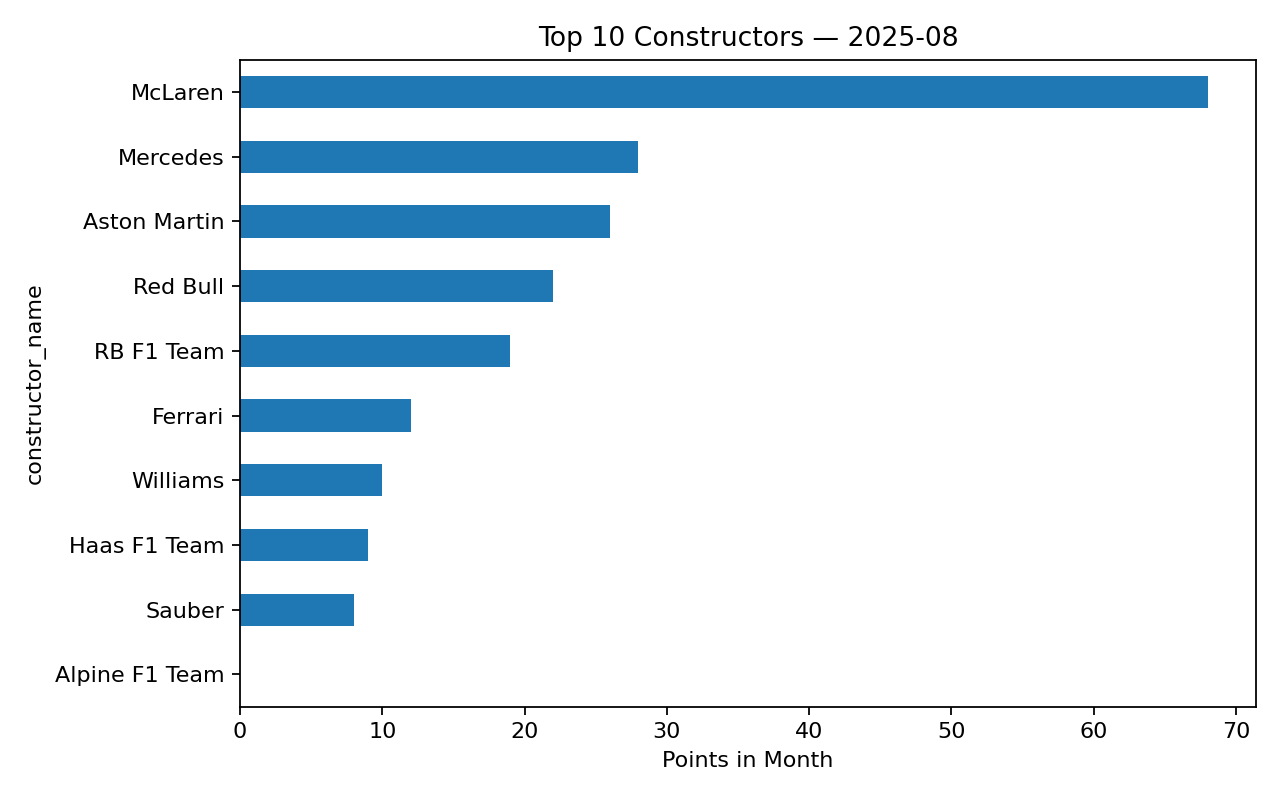 Top 10 Constructors — 2025-08
McLaren
Mercedes
Aston Martin
Red Bull
RB F1 Team
Ferrari
Williams
Haas F1 Team
Sauber
Alpine F1 Team
constructor_name
0 10 20 30 40 50 60 70
Points in Month